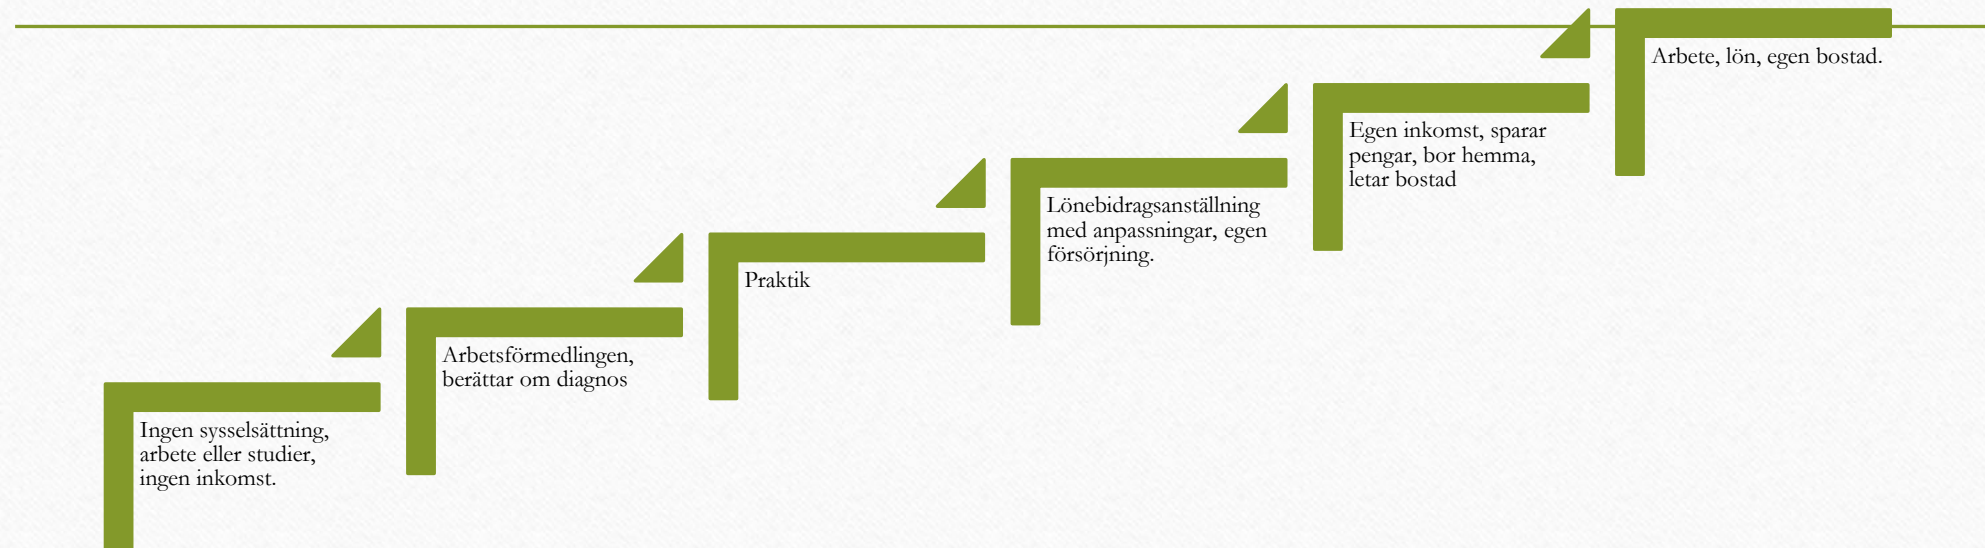 Ingen sysselsättning,
arbete eller studier,
ingen inkomst.
Arbetsförmedlingen,
berättar om diagnos
Praktik
Lönebidragsanställning
med anpassningar, egen
försörjning.
Egen inkomst, sparar
pengar, bor hemma,
letar bostad
Arbete, lön, egen bostad.